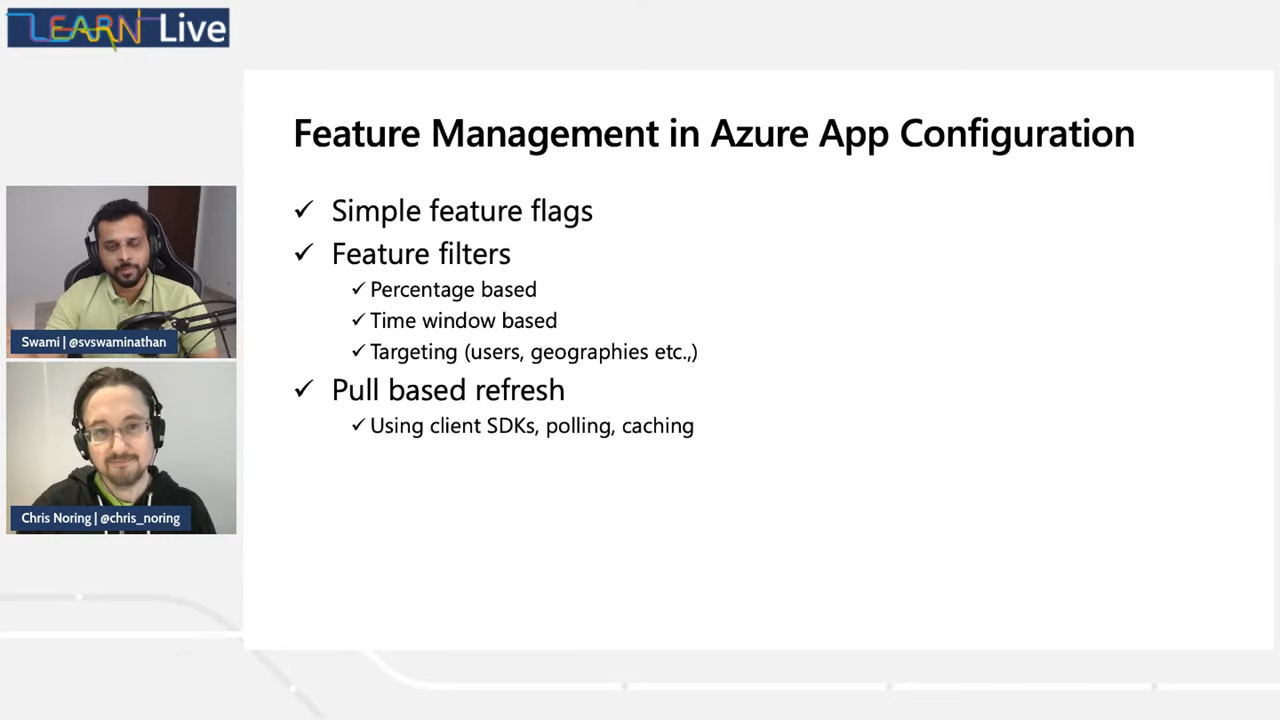 LEARN Live
Feature Management in Azure App Configuration
✓ Simple feature flags
✓ Feature filters
✓ Percentage based
✓ Time window based
✓ Targeting (users, geographies etc.,)
✓ Pull based refresh
✓ Using client SDKs, polling, caching
Swami | @svswaminathan
Chris Noring | @chris_noring